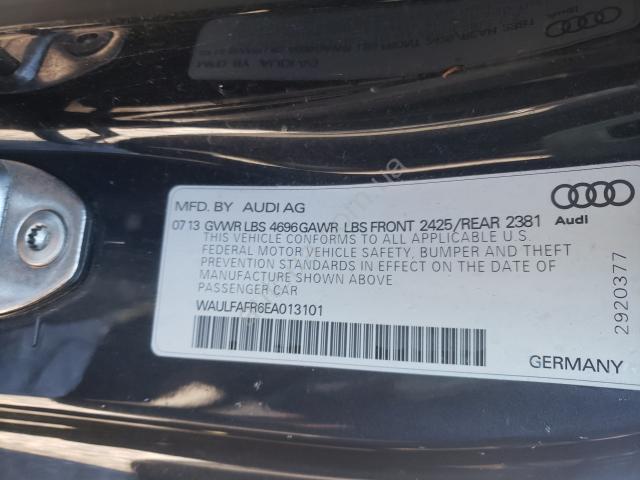 MFD. BY AUDI AG
07 13 GVWR LBS 4696 GAWR LBS FRONT 2425/REAR 2381
THIS VEHICLE CONFORMS TO ALL APPLICABLE U.S.
FEDERAL MOTOR VEHICLE SAFETY, BUMPER AND THEFT
PREVENTION STANDARDS IN EFFECT ON THE DATE OF
MANUFACTURE SHOWN ABOVE
PASSENGER CAR
WAULFAFR6EA013101
GERMANY
Audi
2920377